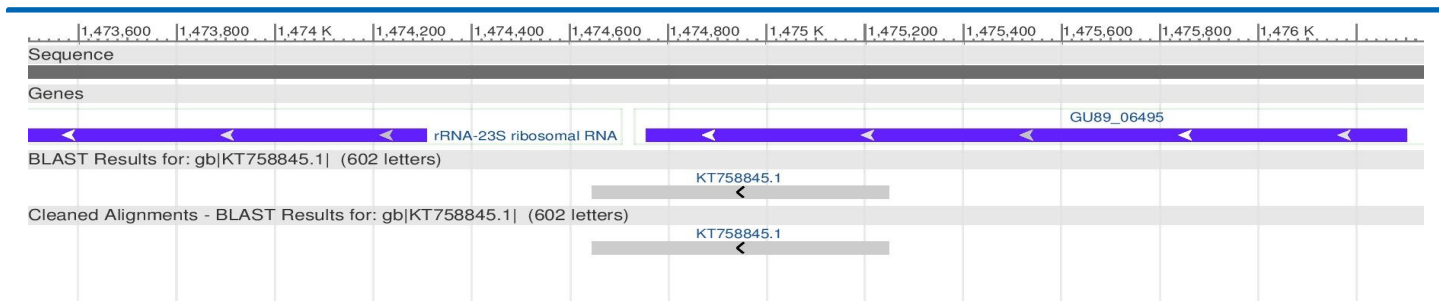 1,473,600 1,473,800 1,474 K 1,474,200 1,474,400 1,474,600 1,474,800 1,475 K 1,475,200 1,475,400 1,475,600 1,475,800 1,476 K
Sequence
Genes
GU89_06495
rRNA-23S ribosomal RNA
BLAST Results for: gb|KT758845.1| (602 letters)
KT758845.1
Cleaned Alignments - BLAST Results for: gb|KT758845.1| (602 letters)
KT758845.1